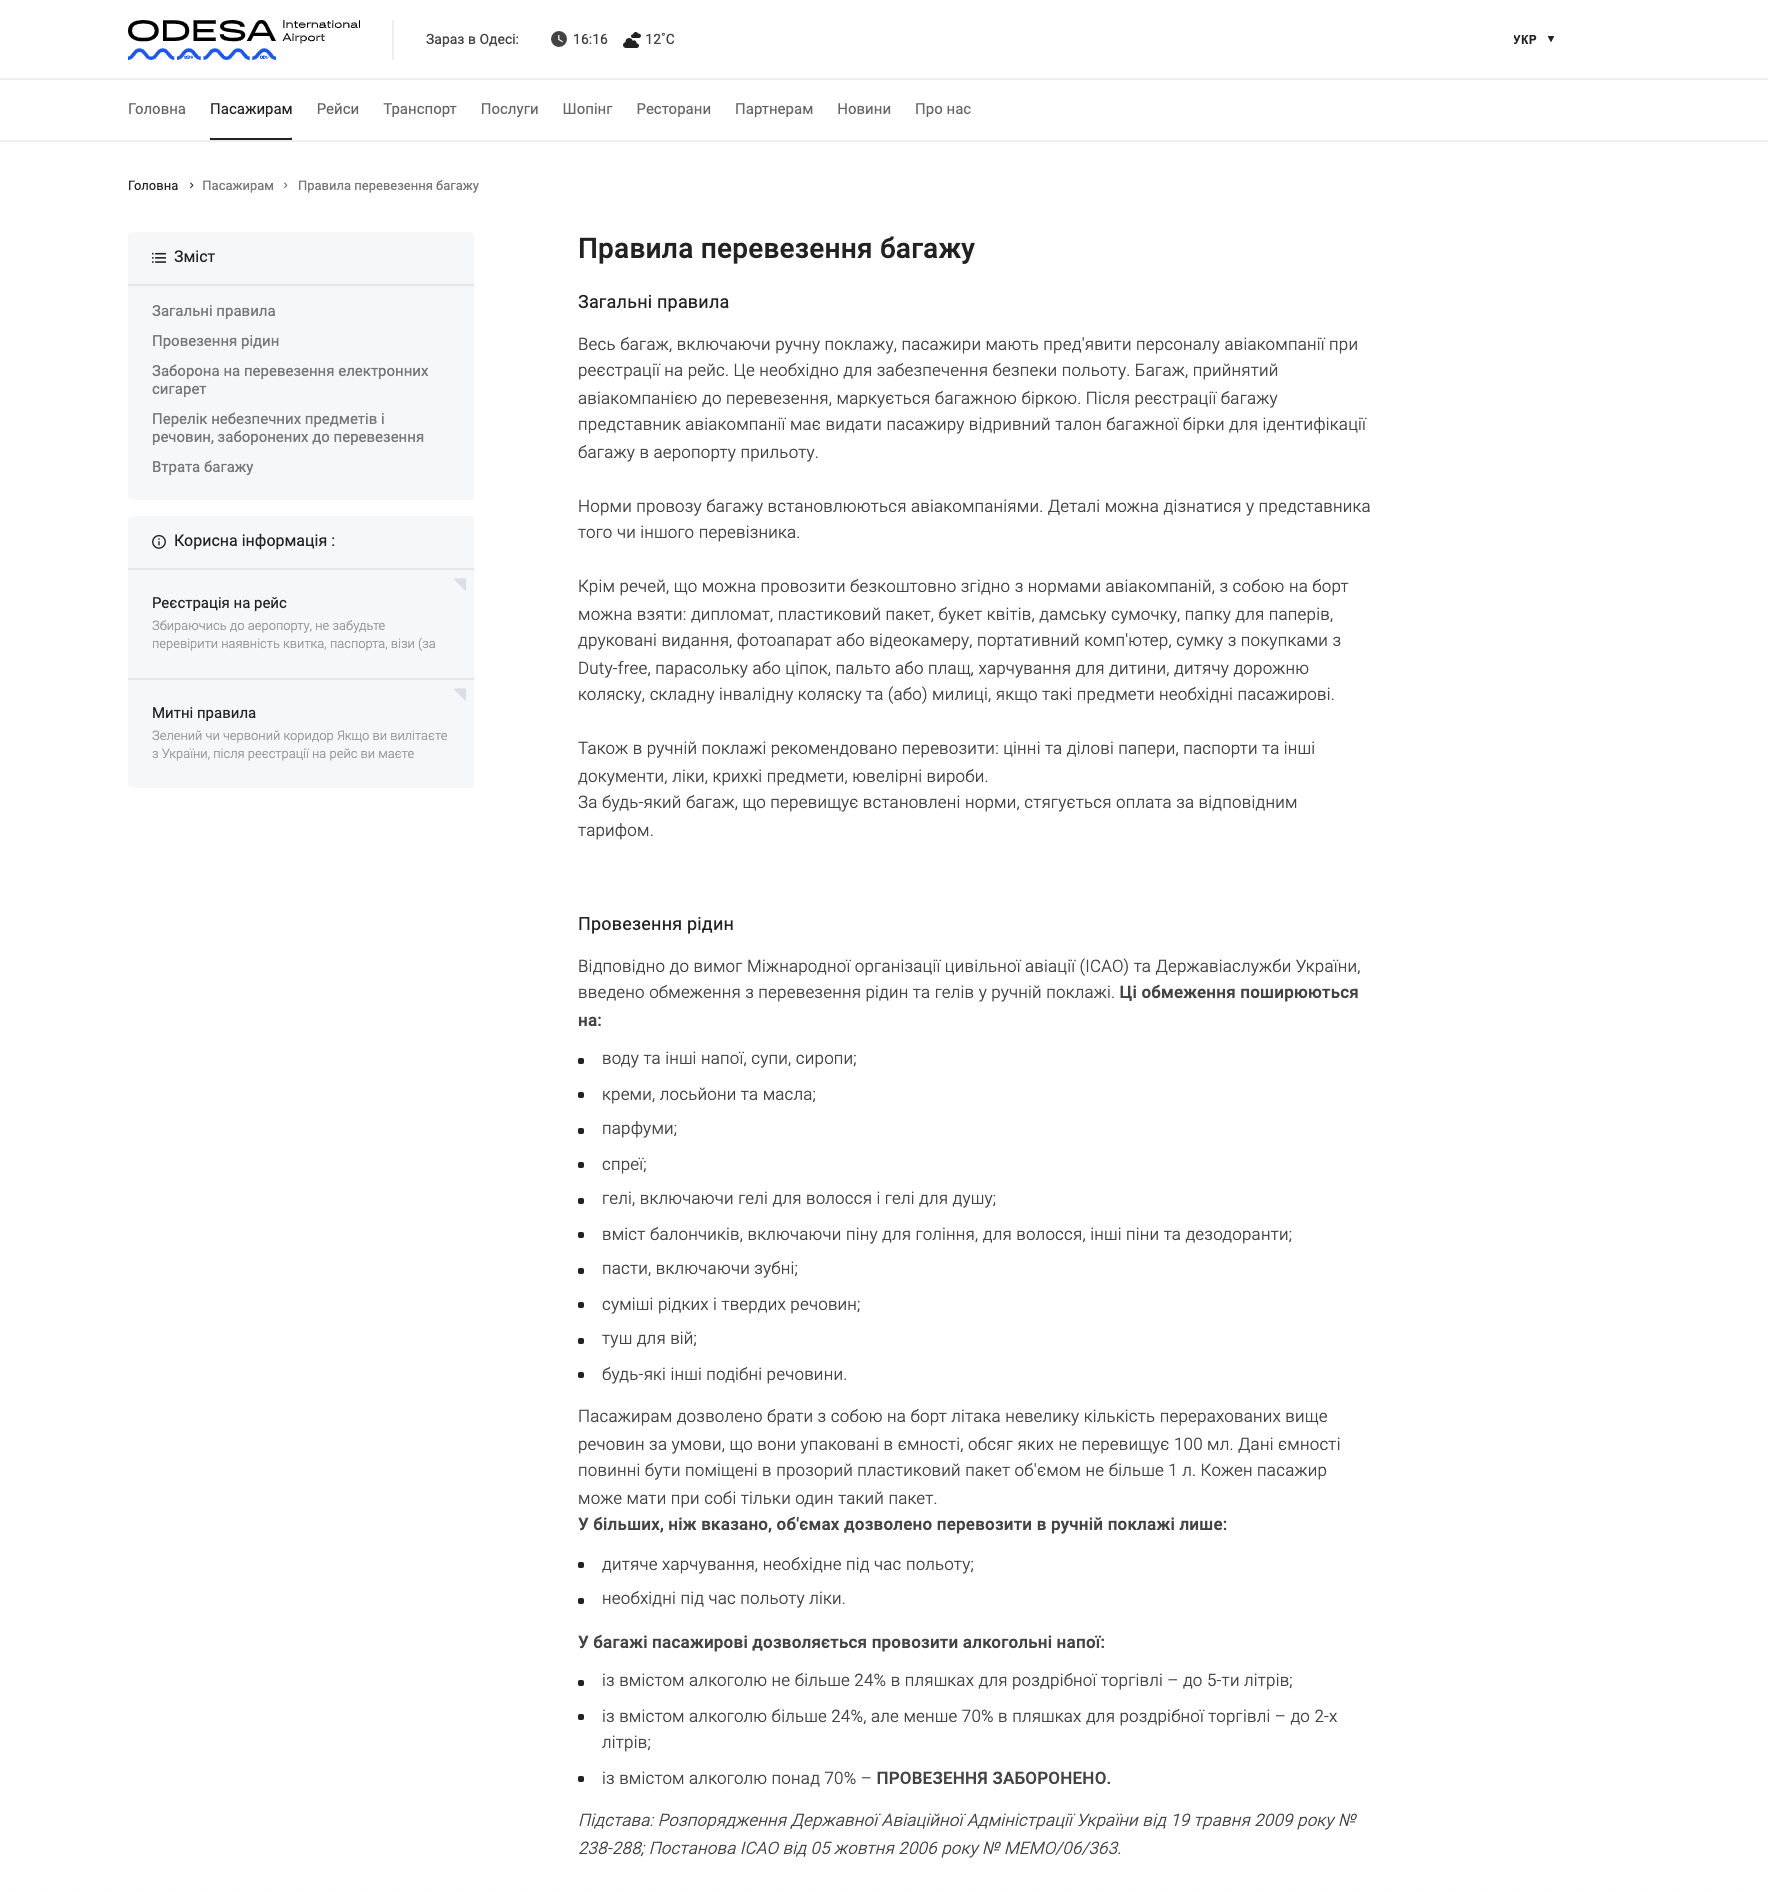 ODESA International
Airport
Зараз в Одесі: 16:16 12°C
УКР
Головна Пасажирам Рейси Транспорт Послуги Шопінг Ресторани Партнерам Новини Про нас
Головна › Пасажирам › Правила перевезення багажу
Зміст
Загальні правила
Провезення рідин
Заборона на перевезення електронних
сигарет
Перелік небезпечних предметів і
речовин, заборонених до перевезення
Втрата багажу
Корисна інформація :
Реєстрація на рейс
Збираючись до аеропорту, не забудьте
перевірити наявність квитка, паспорта, візи (за
Митні правила
Зелений чи червоний коридор Якщо ви вилітаєте
з України, після реєстрації на рейс ви маєте
Правила перевезення багажу
Загальні правила
Весь багаж, включаючи ручну поклажу, пасажири мають пред'явити персоналу авіакомпанії при
реєстрації на рейс. Це необхідно для забезпечення безпеки польоту. Багаж, прийнятий
авіакомпанією до перевезення, маркується багажною біркою. Після реєстрації багажу
представник авіакомпанії має видати пасажиру відривний талон багажної бірки для ідентифікації
багажу в аеропорту прильоту.
Норми провозу багажу встановлюються авіакомпаніями. Деталі можна дізнатися у представника
того чи іншого перевізника.
Крім речей, що можна провозити безкоштовно згідно з нормами авіакомпаній, з собою на борт
можна взяти: дипломат, пластиковий пакет, букет квітів, дамську сумочку, папку для паперів,
друковані видання, фотоапарат або відеокамеру, портативний комп'ютер, сумку з покупками з
Duty-free, парасольку або ціпок, пальто або плащ, харчування для дитини, дитячу дорожню
коляску, складну інвалідну коляску та (або) милиці, якщо такі предмети необхідні пасажирові.
Також в ручній поклажі рекомендовано перевозити: цінні та ділові папери, паспорти та інші
документи, ліки, крихкі предмети, ювелірні вироби.
За будь-який багаж, що перевищує встановлені норми, стягується оплата за відповідним
тарифом.
Провезення рідин
Відповідно до вимог Міжнародної організації цивільної авіації (ICAO) та Державіаслужби України,
введено обмеження з перевезення рідин та гелів у ручній поклажі. Ці обмеження поширюються
на:
воду та інші напої, супи, сиропи;
креми, лосьйони та масла;
парфуми;
спреї;
гелі, включаючи гелі для волосся і гелі для душу;
вміст балончиків, включаючи піну для гоління, для волосся, інші піни та дезодоранти;
пасти, включаючи зубні;
суміші рідких і твердих речовин;
туш для вій;
будь-які інші подібні речовини.
Пасажирам дозволено брати з собою на борт літака невелику кількість перерахованих вище
речовин за умови, що вони упаковані в ємності, обсяг яких не перевищує 100 мл. Дані ємності
повинні бути поміщені в прозорий пластиковий пакет об'ємом не більше 1 л. Кожен пасажир
може мати при собі тільки один такий пакет.
У більших, ніж вказано, об'ємах дозволено перевозити в ручній поклажі лише:
дитяче харчування, необхідне під час польоту;
необхідні під час польоту ліки.
У багажі пасажирові дозволяється провозити алкогольні напої:
із вмістом алкоголю не більше 24% в пляшках для роздрібної торгівлі – до 5-ти літрів;
із вмістом алкоголю більше 24%, але менше 70% в пляшках для роздрібної торгівлі – до 2-х
літрів;
із вмістом алкоголю понад 70% – ПРОВЕЗЕННЯ ЗАБОРОНЕНО.
Підстава: Розпорядження Державної Авіаційної Адміністрації України від 19 травня 2009 року №
238-288; Постанова ICAO від 05 жовтня 2006 року № MEMO/06/363.